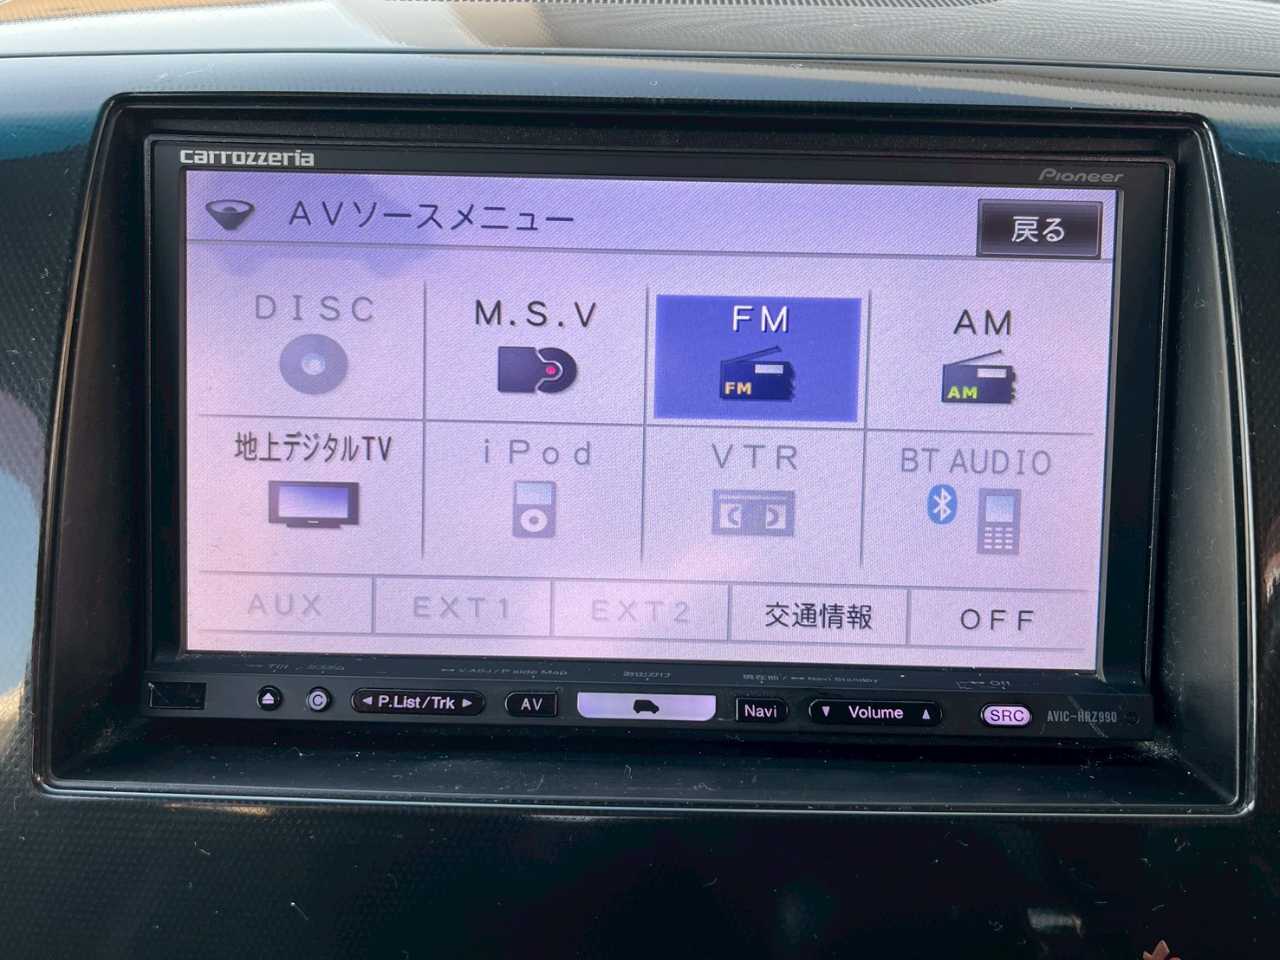 carrozzeria
Pioneer
AVソースメニュー
戻る
DISC
M.S.V
FM
AM
FM
AM
地上デジタルTV
iPod
VTR
BT AUDIO
AUX
EXT1
EXT2
交通情報
OFF
C
P.List/Trk
AV
Navi
Volume
SRC
AVIC-HRZ990